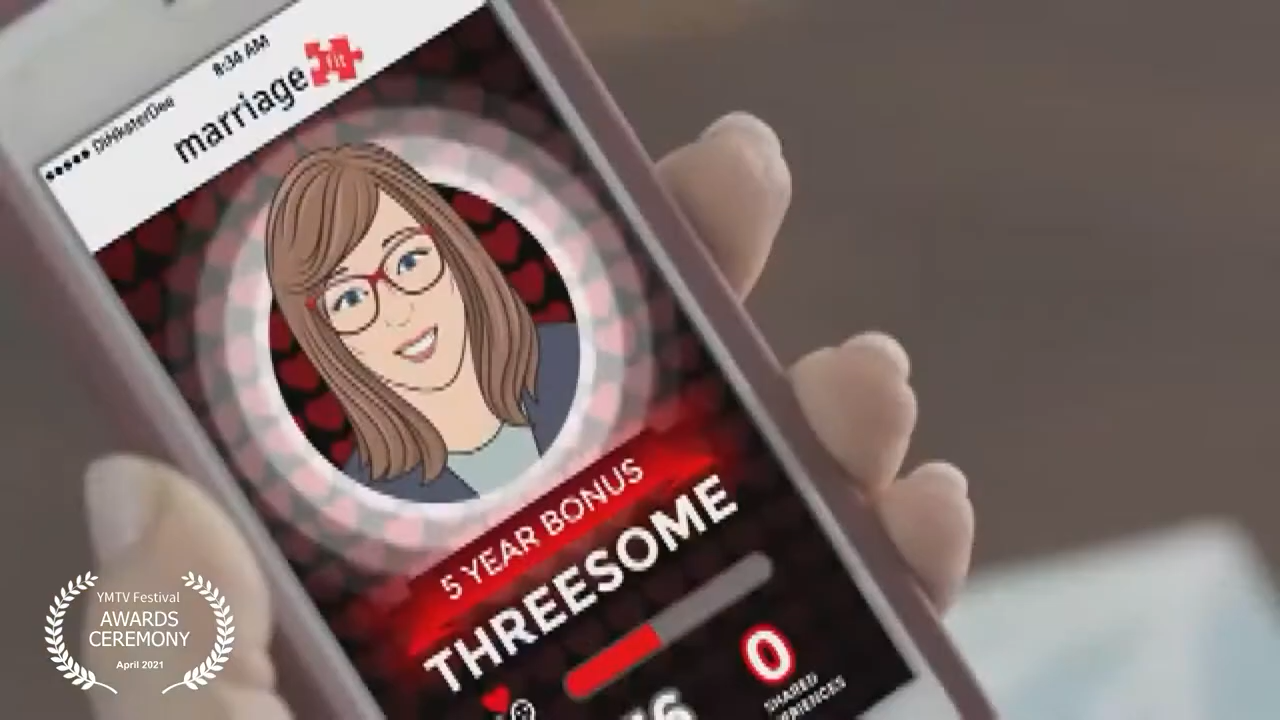 8:34 AM
marriage fit
5 YEAR BONUS
THREESOME
0
SHARED
YMTV Festival
AWARDS
CEREMONY
April 2021